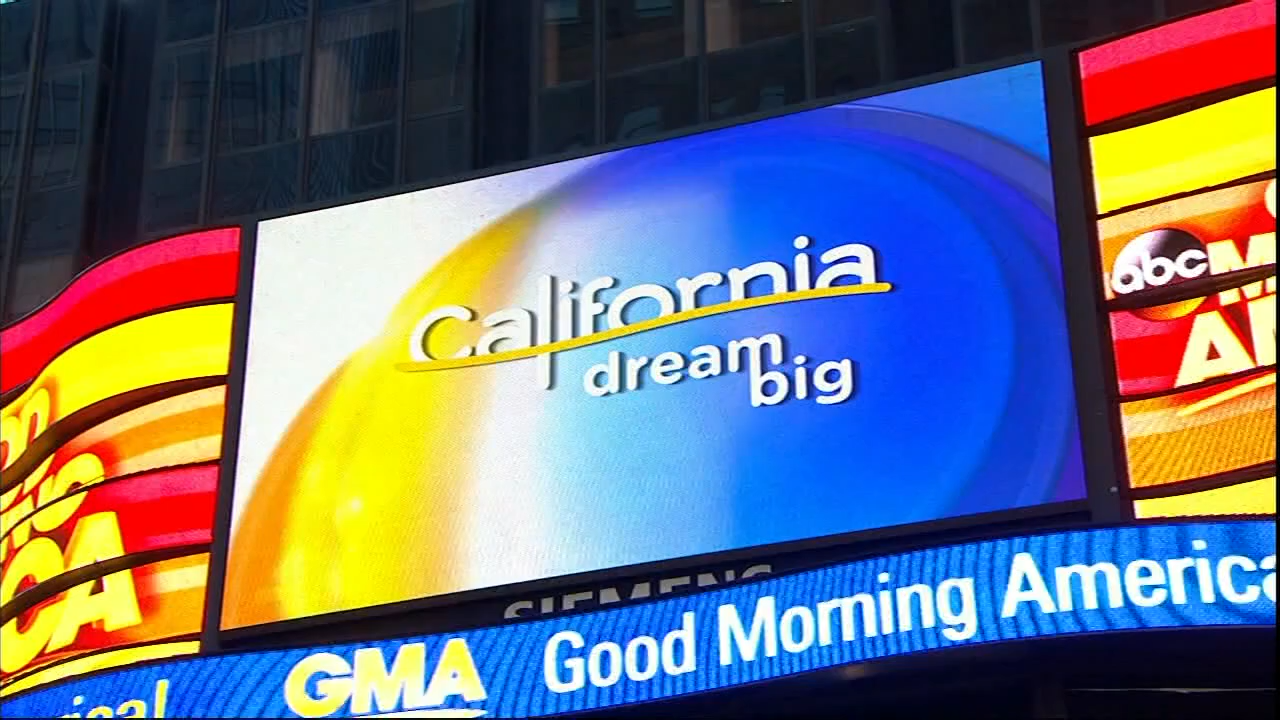 California
dream
big
abc
SIEMENS
GMA Good Morning America